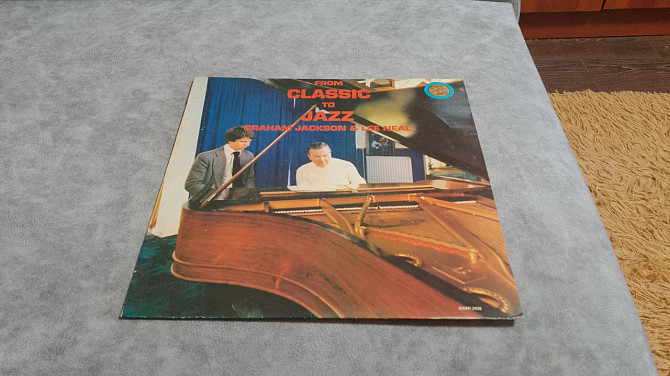 FROM
CLASSIC
TO
JAZZ
GRAHAM JACKSON & LES NEAL